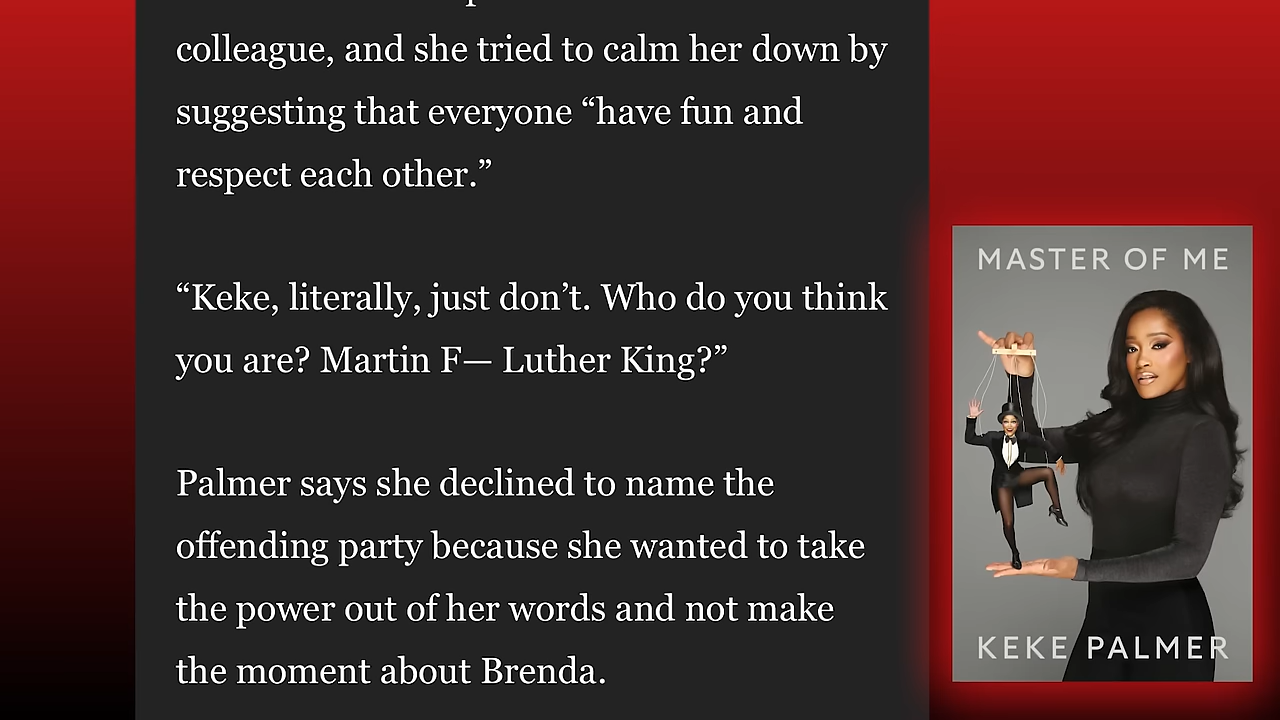 colleague, and she tried to calm her down by
suggesting that everyone “have fun and
respect each other.”
“Keke, literally, just don’t. Who do you think
you are? Martin F— Luther King?”
Palmer says she declined to name the
offending party because she wanted to take
the power out of her words and not make
the moment about Brenda.
MASTER OF ME
KEKE PALMER